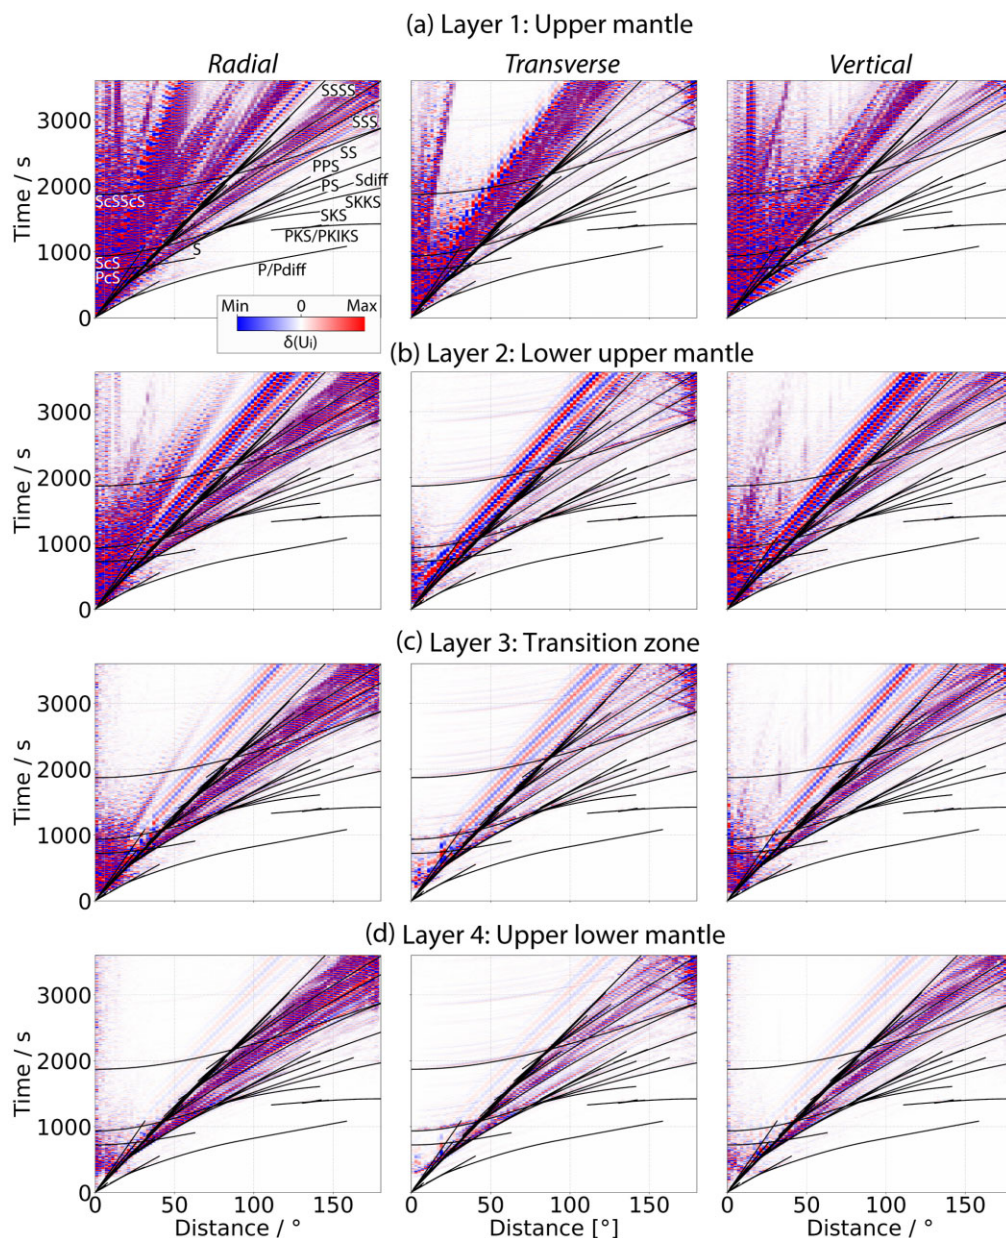 (a) Layer 1: Upper mantle
Radial Transverse Vertical
SSSS
3000
SSS
SS
PPS
2000
Sdiff
PS
ScSScS
SKKS
SKS
PKS/PKIKS
S
1000
ScS
P/Pdiff
PcS
Min 0 Max
δ(Uᵢ)
0
Time / s
(b) Layer 2: Lower upper mantle
3000
2000
1000
0
Time / s
(c) Layer 3: Transition zone
3000
2000
1000
0
Time / s
(d) Layer 4: Upper lower mantle
3000
2000
1000
0
Time / s
0 50 100 150 0 50 100 150 0 50 100 150
Distance / ° Distance [°] Distance / °